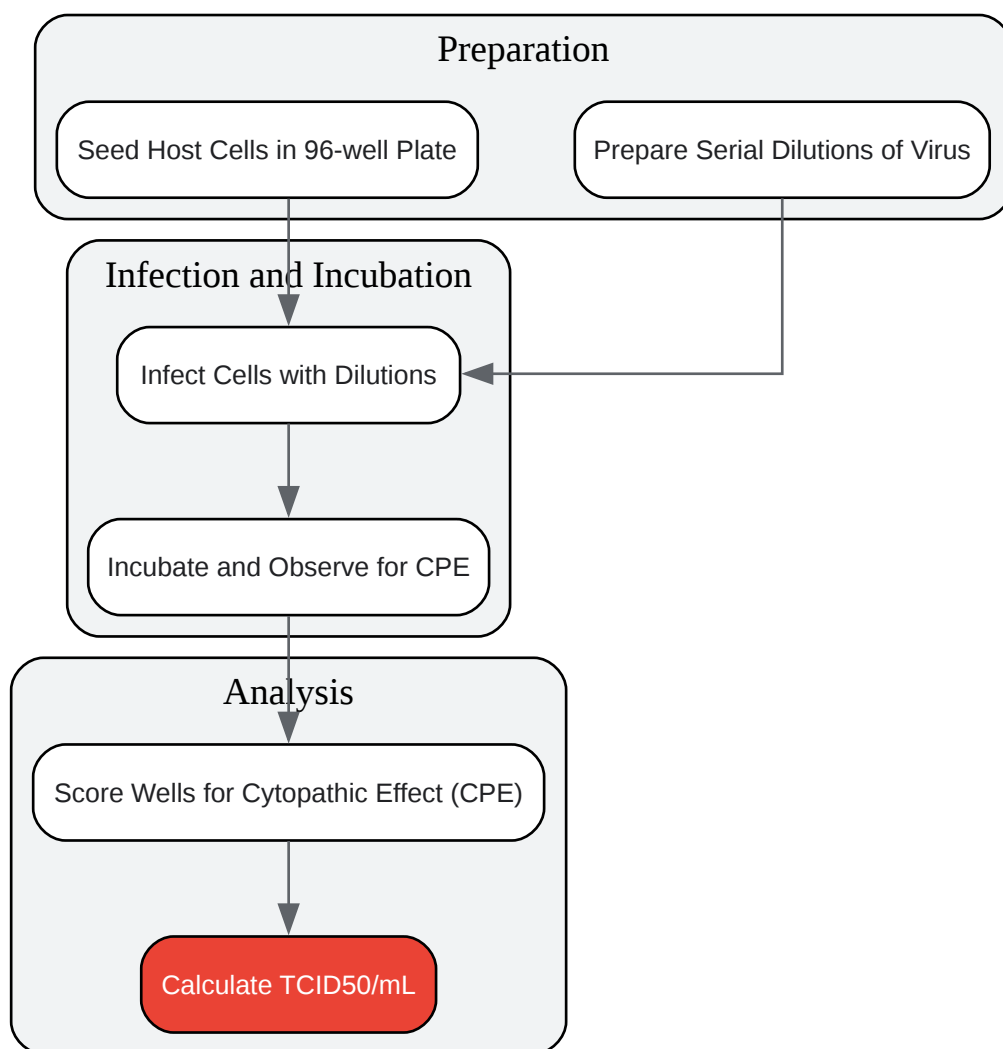 Preparation
Seed Host Cells in 96-well Plate
Prepare Serial Dilutions of Virus
Infection and Incubation
Infect Cells with Dilutions
Incubate and Observe for CPE
Analysis
Score Wells for Cytopathic Effect (CPE)
Calculate TCID50/mL